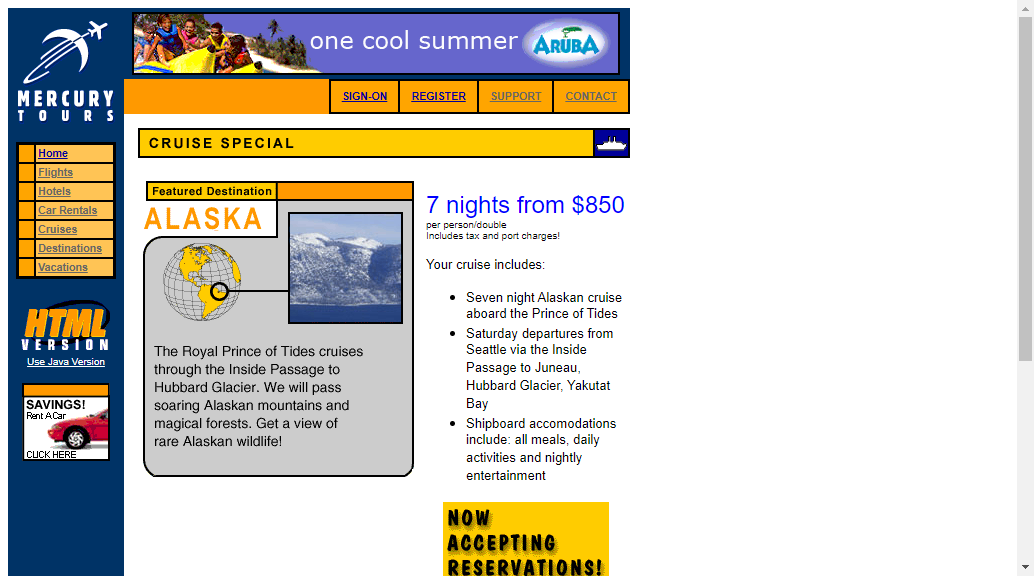 one cool summer ARUBA
MERCURY
TOURS
SIGN-ON REGISTER SUPPORT CONTACT
Home
Flights
Hotels
Car Rentals
Cruises
Destinations
Vacations
HTML
VERSION
Use Java Version
SAVINGS!
Rent A Car
CLICK HERE
CRUISE SPECIAL
Featured Destination
ALASKA
The Royal Prince of Tides cruises
through the Inside Passage to
Hubbard Glacier. We will pass
soaring Alaskan mountains and
magical forests. Get a view of
rare Alaskan wildlife!
7 nights from $850
per person/double
Includes tax and port charges!
Your cruise includes:
Seven night Alaskan cruise
aboard the Prince of Tides
Saturday departures from
Seattle via the Inside
Passage to Juneau,
Hubbard Glacier, Yakutat
Bay
Shipboard accomodations
include: all meals, daily
activities and nightly
entertainment
NOW
ACCEPTING
RESERVATIONS!